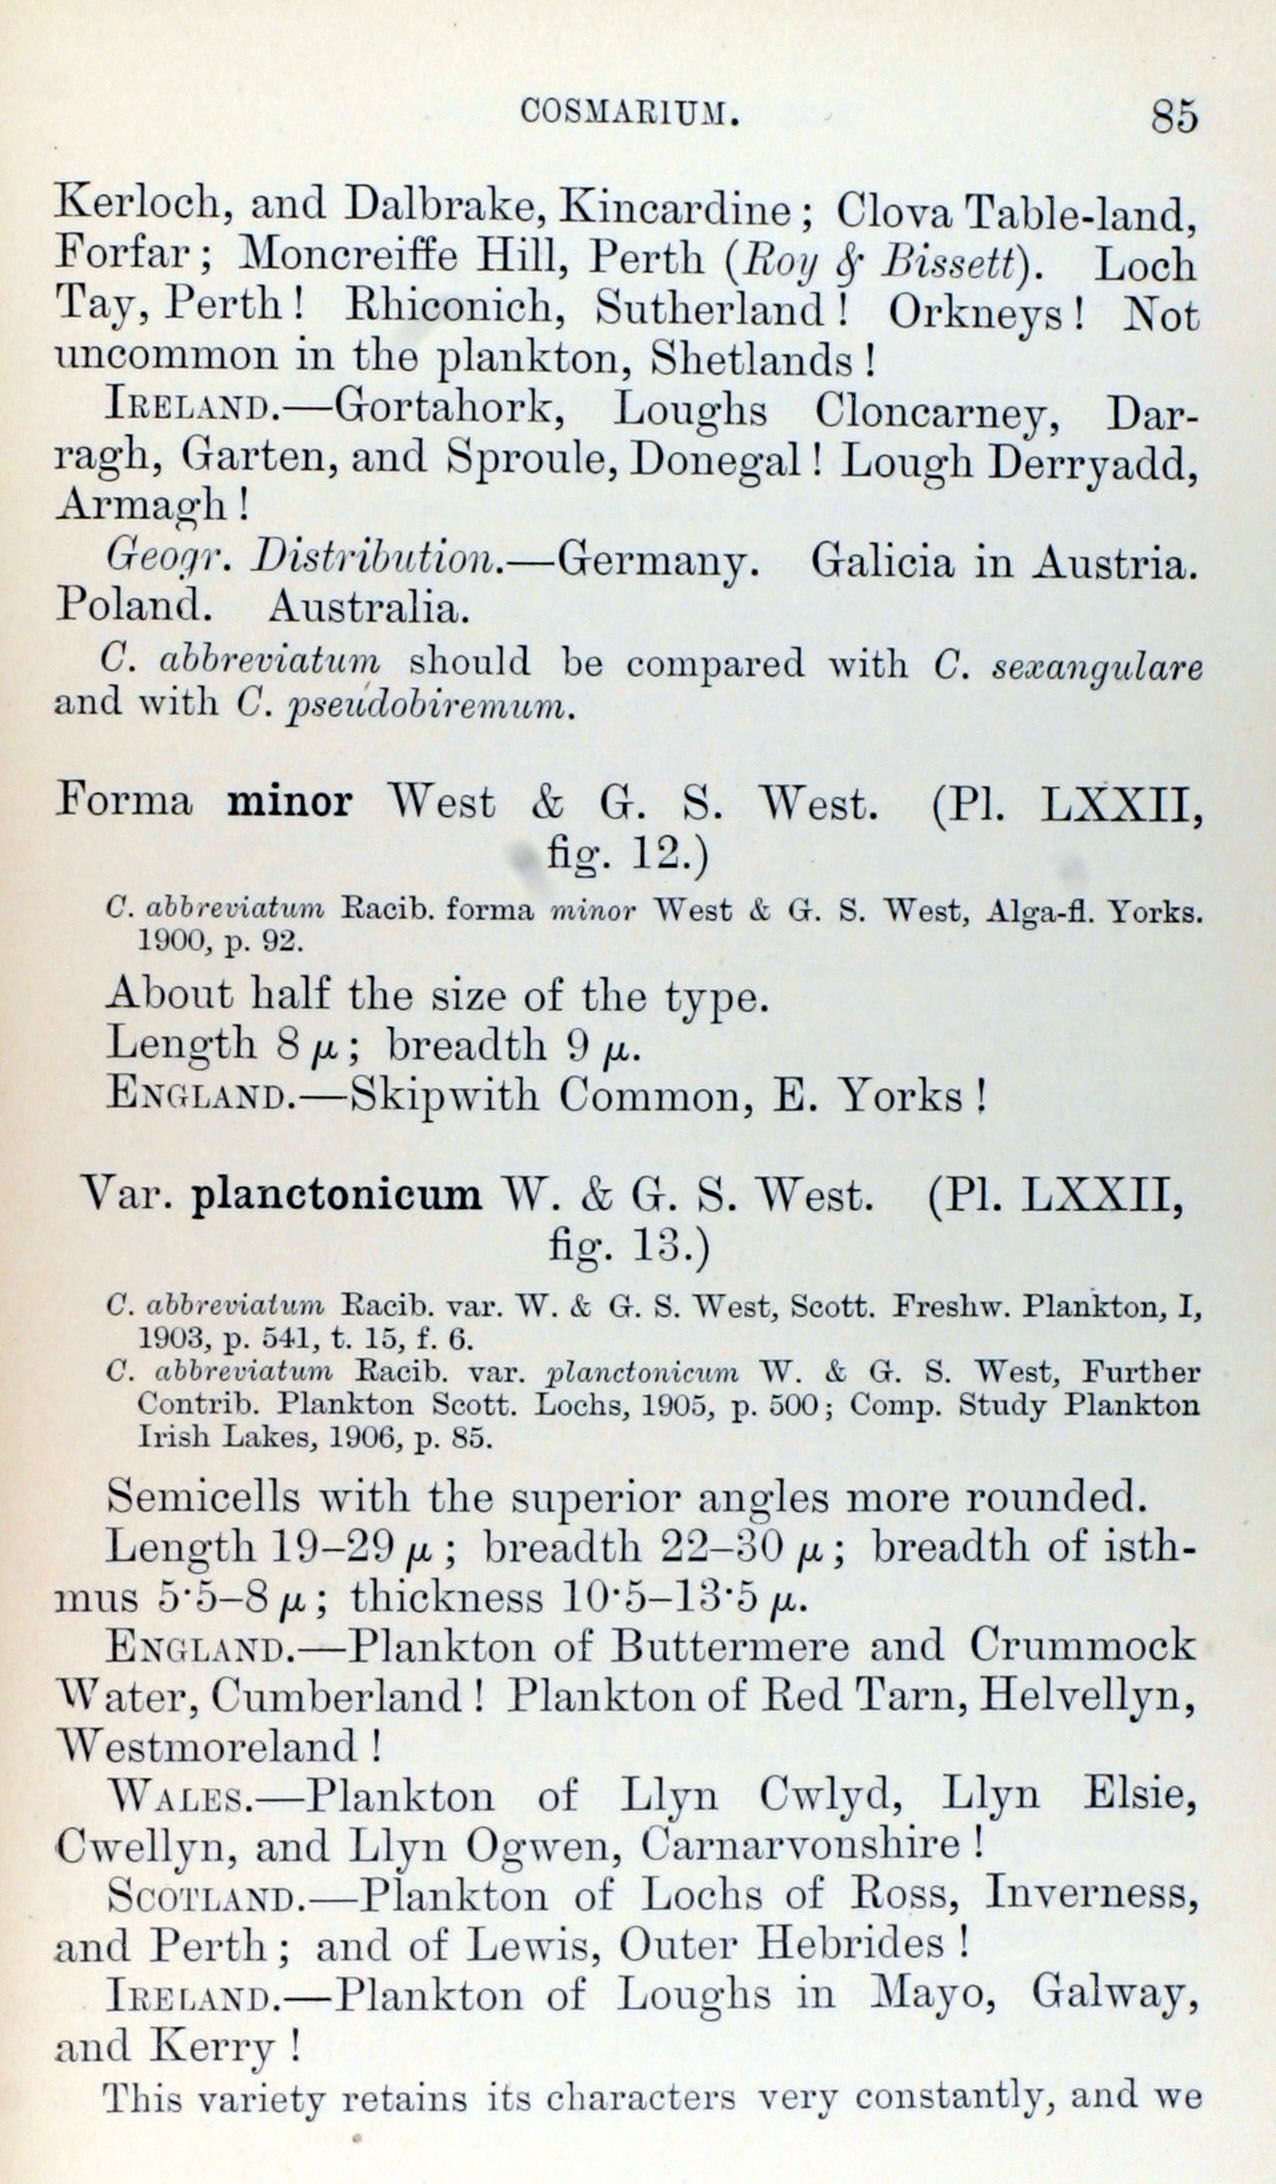 COSMARIUM. 85
Kerloch, and Dalbrake, Kincardine; Clova Table-land,
Forfar; Moncreiffe Hill, Perth (Roy & Bissett). Loch
Tay, Perth! Rhiconich, Sutherland! Orkneys! Not
uncommon in the plankton, Shetlands!
IRELAND.—Gortahork, Loughs Cloncarney, Dar-
ragh, Garten, and Sproule, Donegal! Lough Derryadd,
Armagh!
Geogr. Distribution.—Germany. Galicia in Austria.
Poland. Australia.
C. abbreviatum should be compared with C. sexangulare
and with C. pseudobiremum.
Forma minor West & G. S. West. (Pl. LXXII,
fig. 12.)
C. abbreviatum Racib. forma minor West & G. S. West, Alga-fl. Yorks.
1900, p. 92.
About half the size of the type.
Length 8 μ; breadth 9 μ.
ENGLAND.—Skipwith Common, E. Yorks!
Var. planctonicum W. & G. S. West. (Pl. LXXII,
fig. 13.)
C. abbreviatum Racib. var. W. & G. S. West, Scott. Freshw. Plankton, I,
1903, p. 541, t. 15, f. 6.
C. abbreviatum Racib. var. planctonicum W. & G. S. West, Further
Contrib. Plankton Scott. Lochs, 1905, p. 500; Comp. Study Plankton
Irish Lakes, 1906, p. 85.
Semicells with the superior angles more rounded.
Length 19–29 μ; breadth 22–30 μ; breadth of isth-
mus 5·5–8 μ; thickness 10·5–13·5 μ.
ENGLAND.—Plankton of Buttermere and Crummock
Water, Cumberland! Plankton of Red Tarn, Helvellyn,
Westmoreland!
WALES.—Plankton of Llyn Cwlyd, Llyn Elsie,
Cwellyn, and Llyn Ogwen, Carnarvonshire!
SCOTLAND.—Plankton of Lochs of Ross, Inverness,
and Perth; and of Lewis, Outer Hebrides!
IRELAND.—Plankton of Loughs in Mayo, Galway,
and Kerry!
This variety retains its characters very constantly, and we